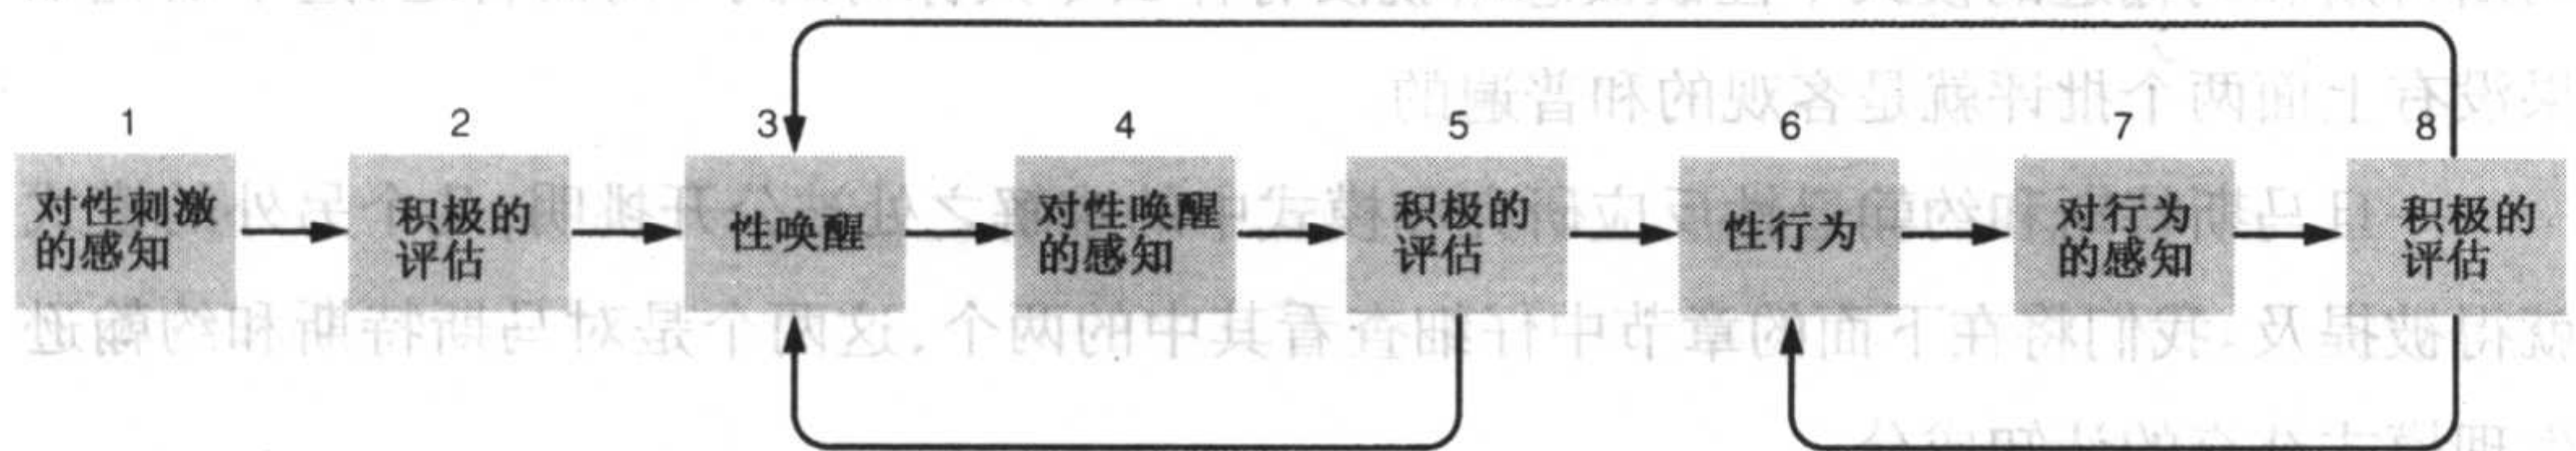 1
2
3
4
5
6
7
8
对性刺激
的感知
积极的
评估
性唤醒
对性唤醒
的感知
积极的
评估
性行为
对行为
的感知
积极的
评估